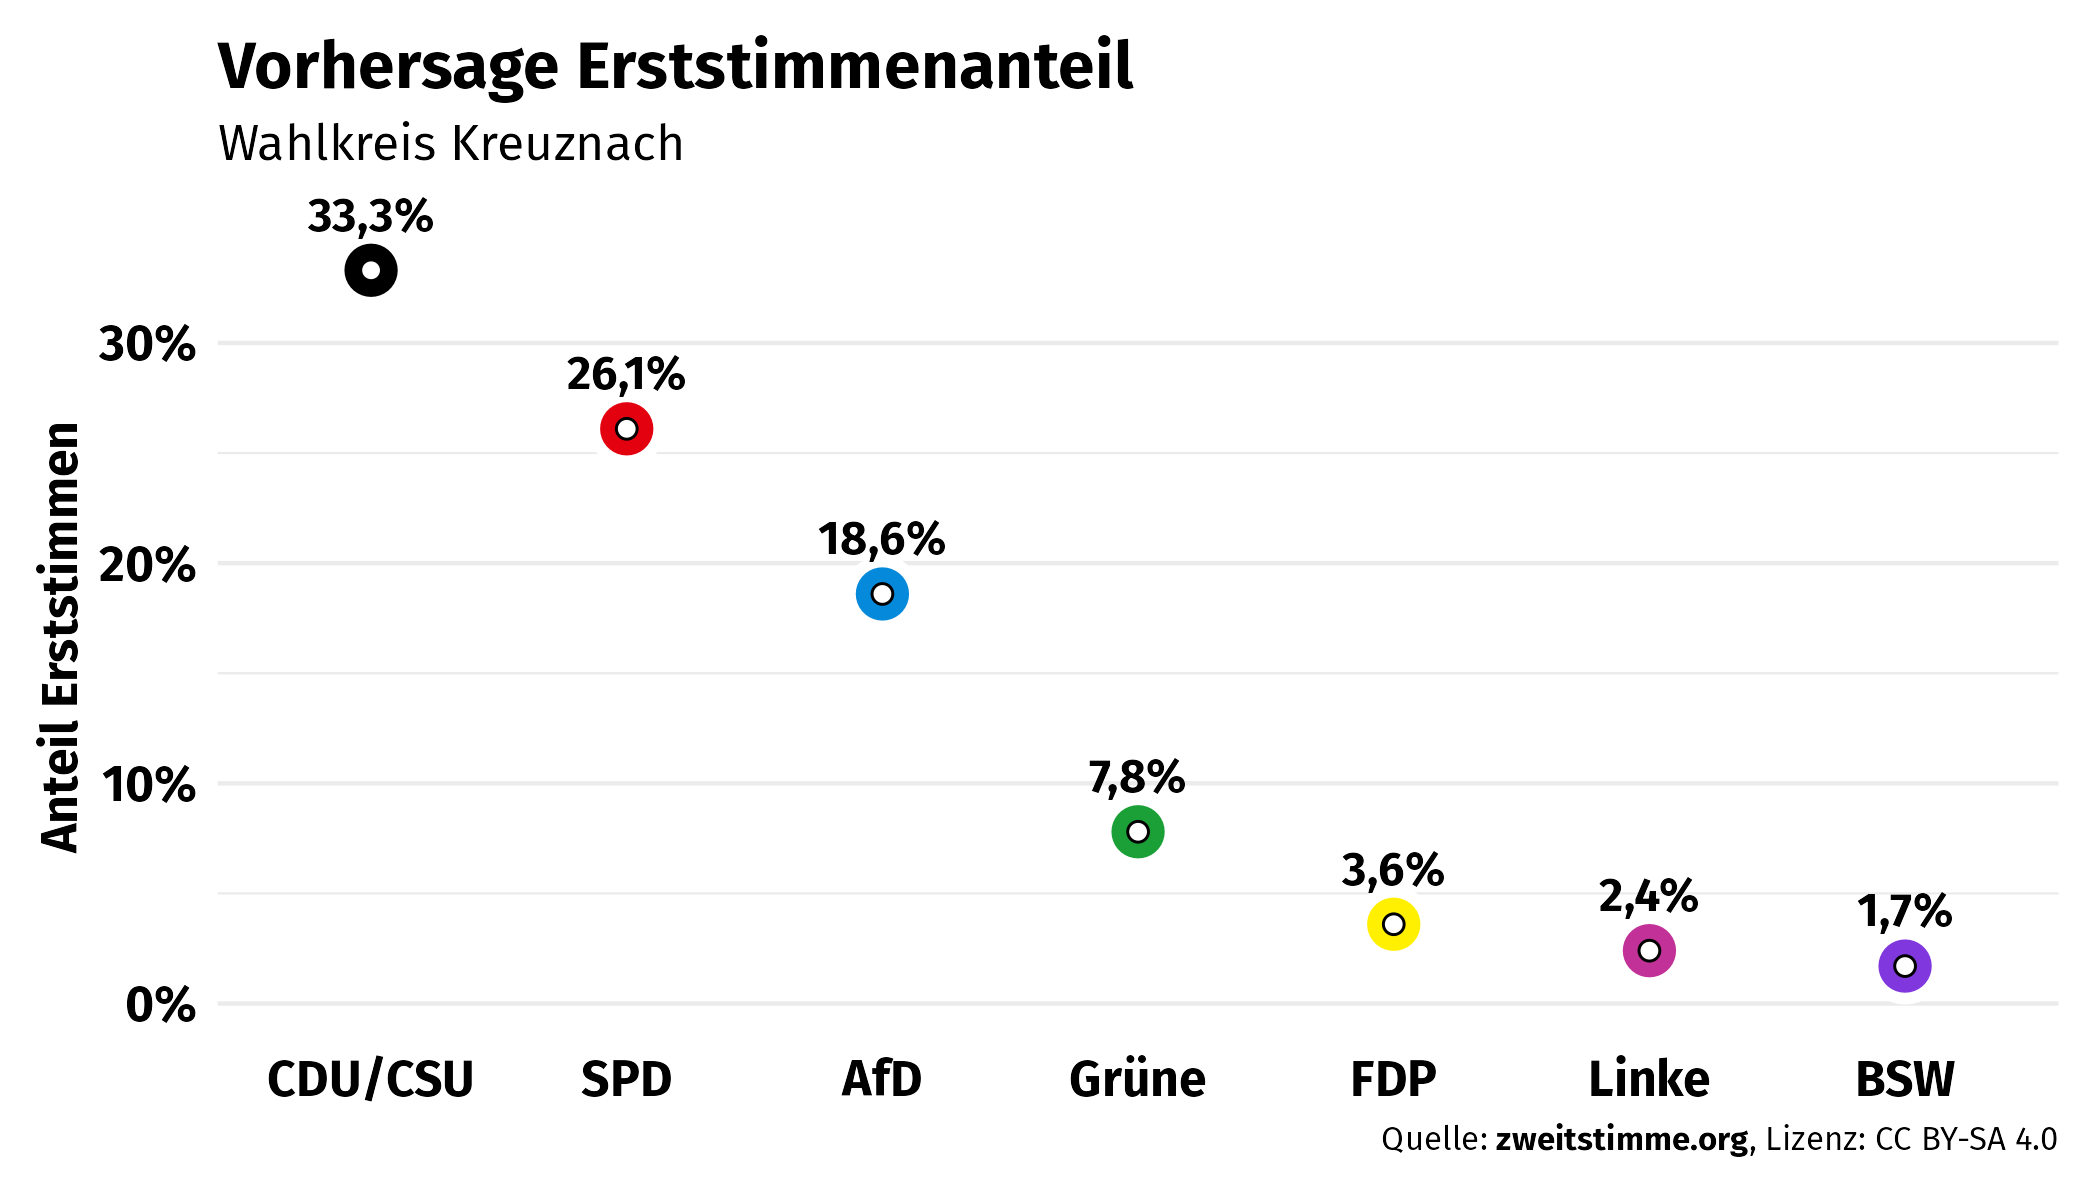 Vorhersage Erststimmenanteil
Wahlkreis Kreuznach
33,3%
30%
26,1%
18,6%
20%
7,8%
10%
3,6%
2,4%
1,7%
0%
Anteil Erststimmen
CDU/CSU SPD AfD Grüne FDP Linke BSW
Quelle: zweitstimme.org, Lizenz: CC BY-SA 4.0